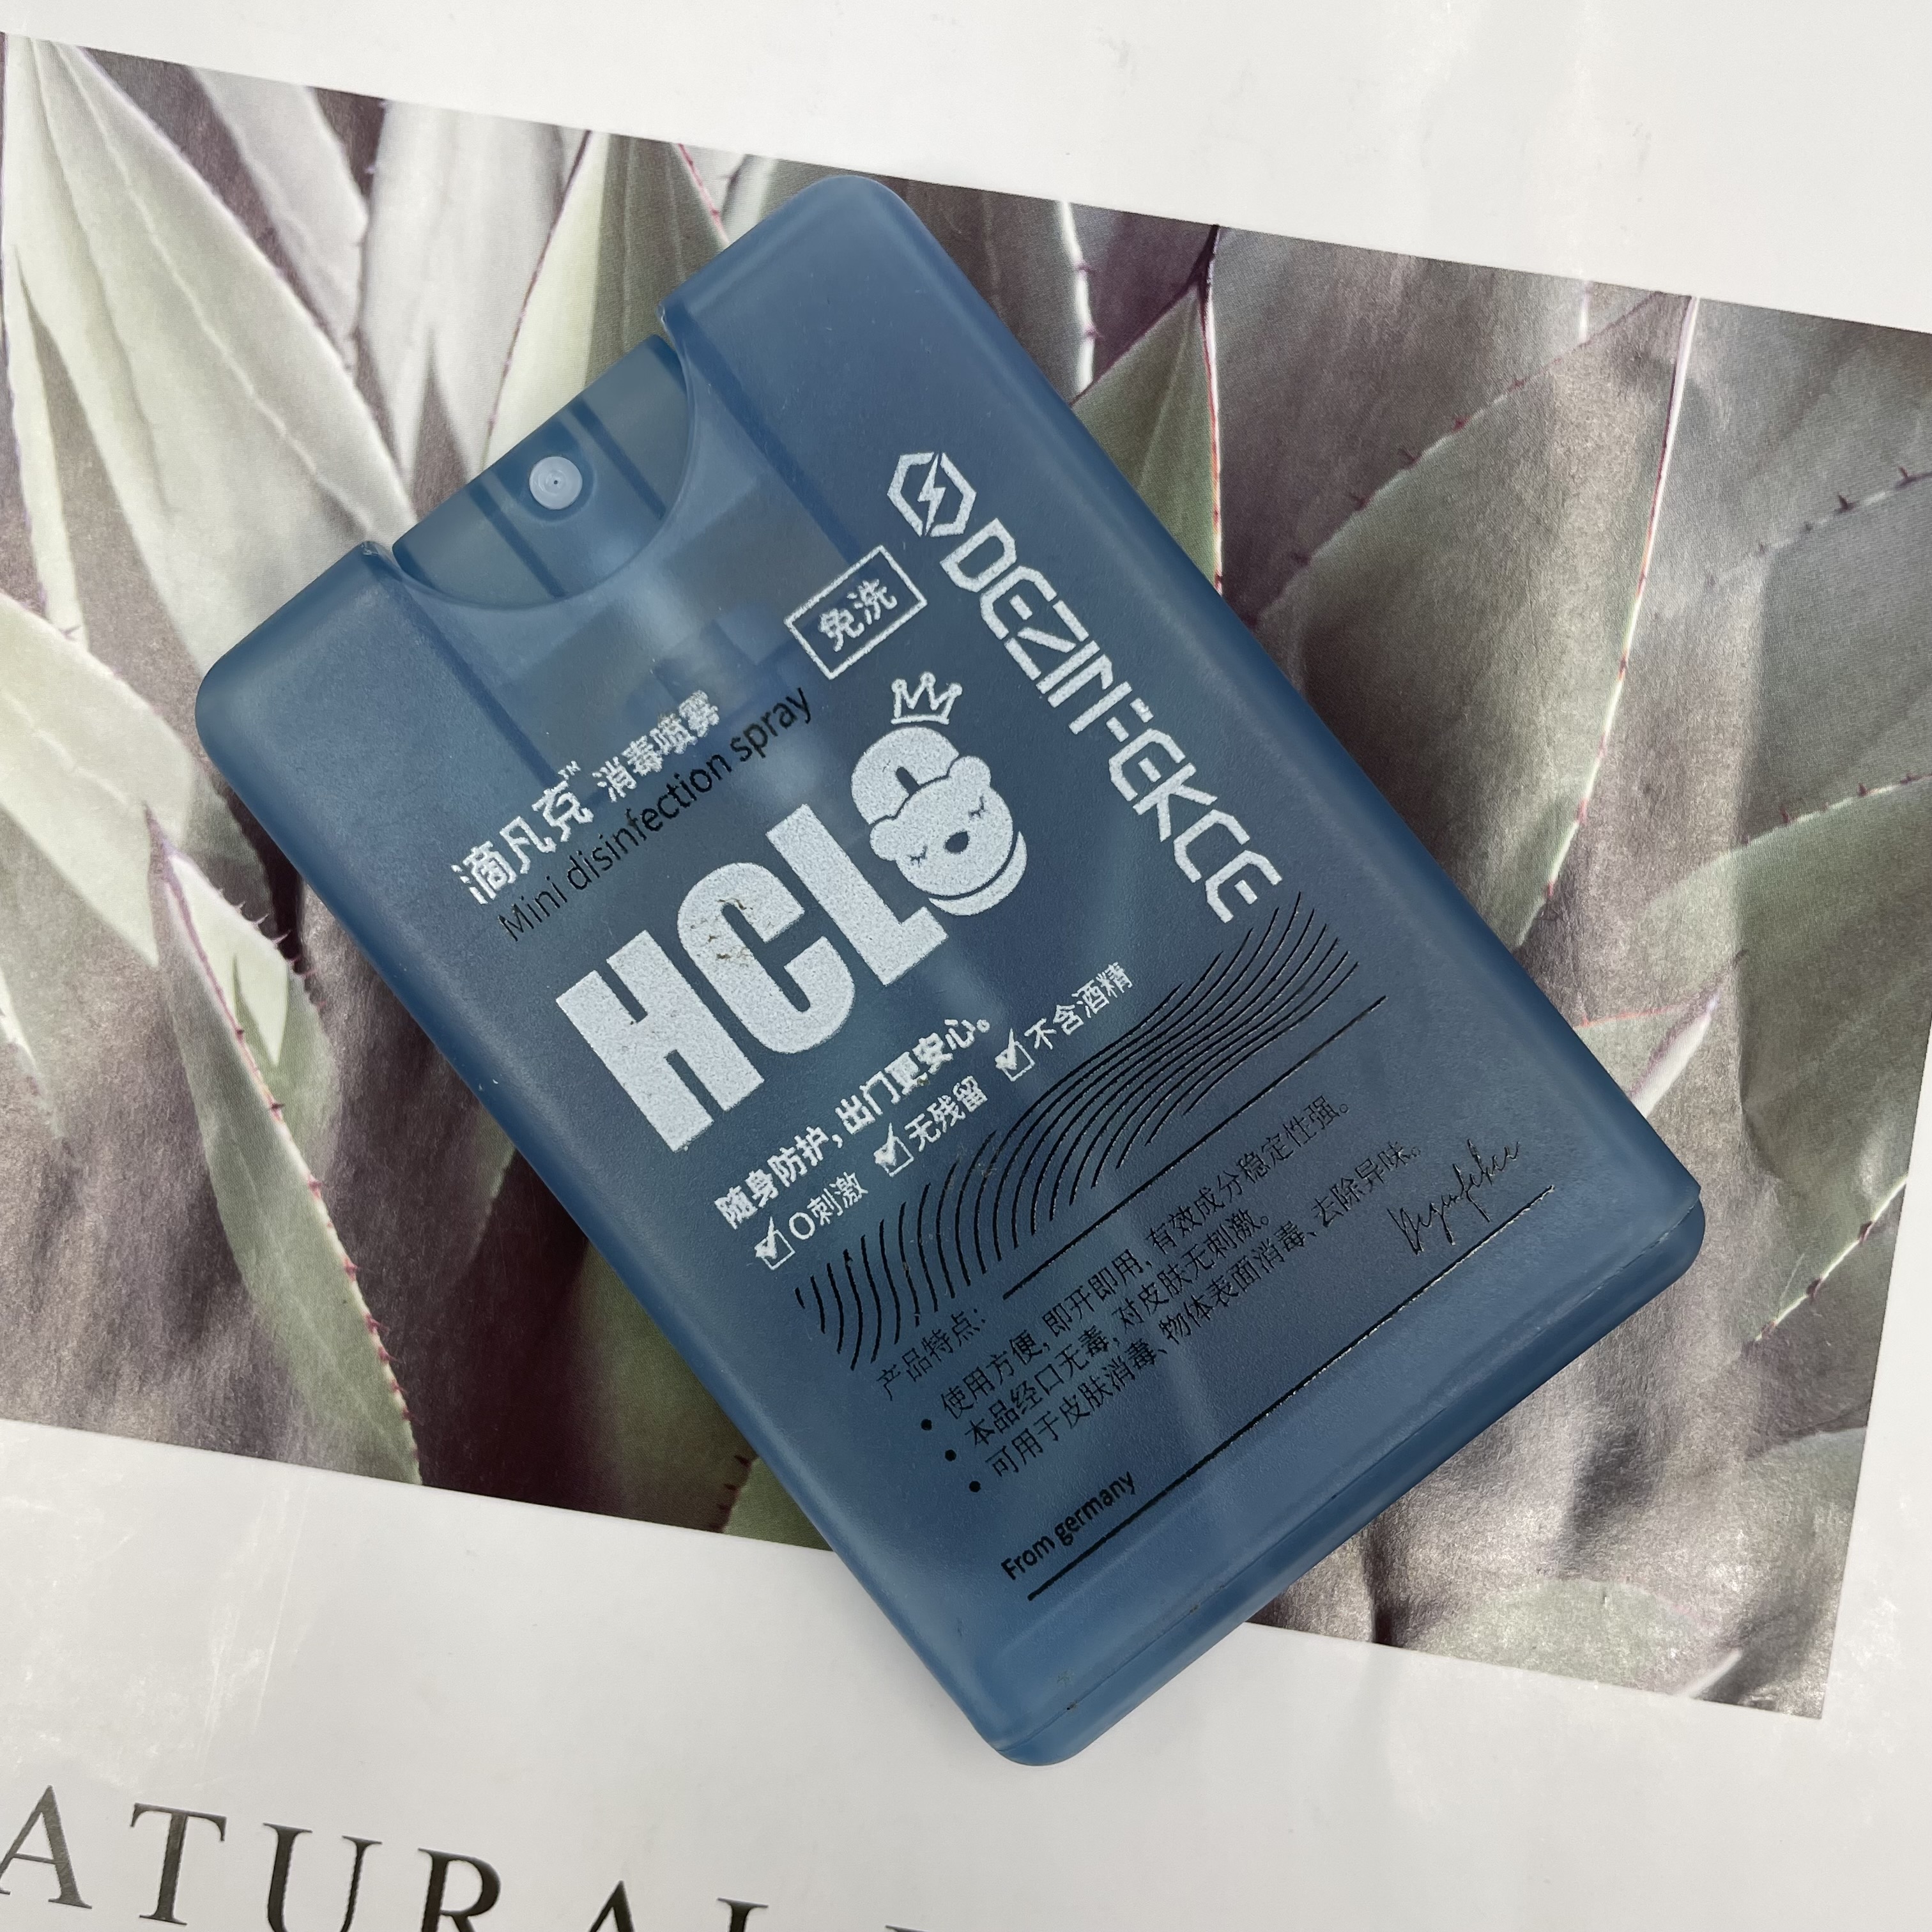 DEZINFEKCE
免洗
滴凡克™ 消毒喷雾
Mini disinfection spray
HCLO
随身防护，出门更安心。
0刺激 无残留 不含酒精
产品特点：
• 使用方便，即开即用，有效成分稳定性强。
• 本品经口无毒，对皮肤无刺激。
• 可用于皮肤消毒、物体表面消毒、去除异味。
From germany
ATURAL